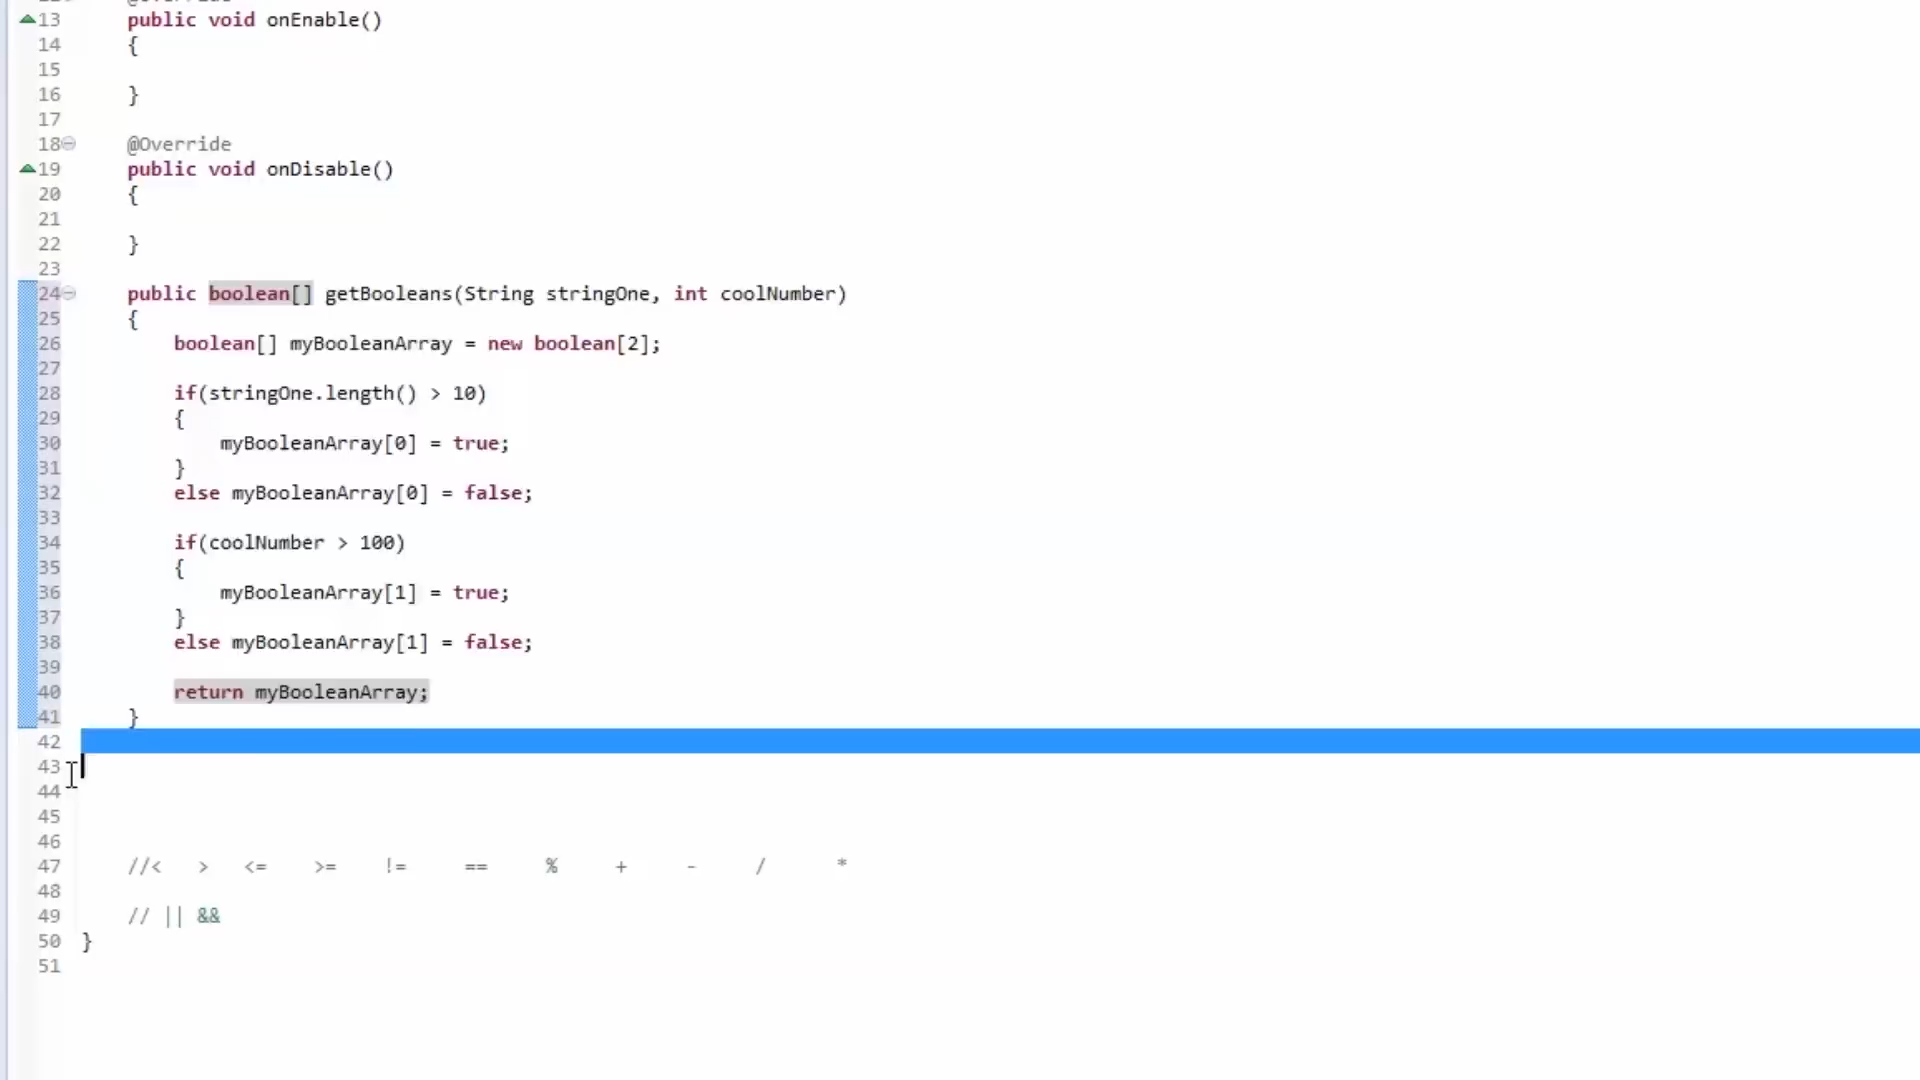 13 public void onEnable()
14 {
15
16 }
17
18 @Override
19 public void onDisable()
20 {
21
22 }
23
24 public boolean[] getBooleans(String stringOne, int coolNumber)
25 {
26 boolean[] myBooleanArray = new boolean[2];
27
28 if(stringOne.length() > 10)
29 {
30 myBooleanArray[0] = true;
31 }
32 else myBooleanArray[0] = false;
33
34 if(coolNumber > 100)
35 {
36 myBooleanArray[1] = true;
37 }
38 else myBooleanArray[1] = false;
39
40 return myBooleanArray;
41 }
42
43
44
45
46
47 //< > <= >= != == % + - / *
48
49 // || &&
50 }
51